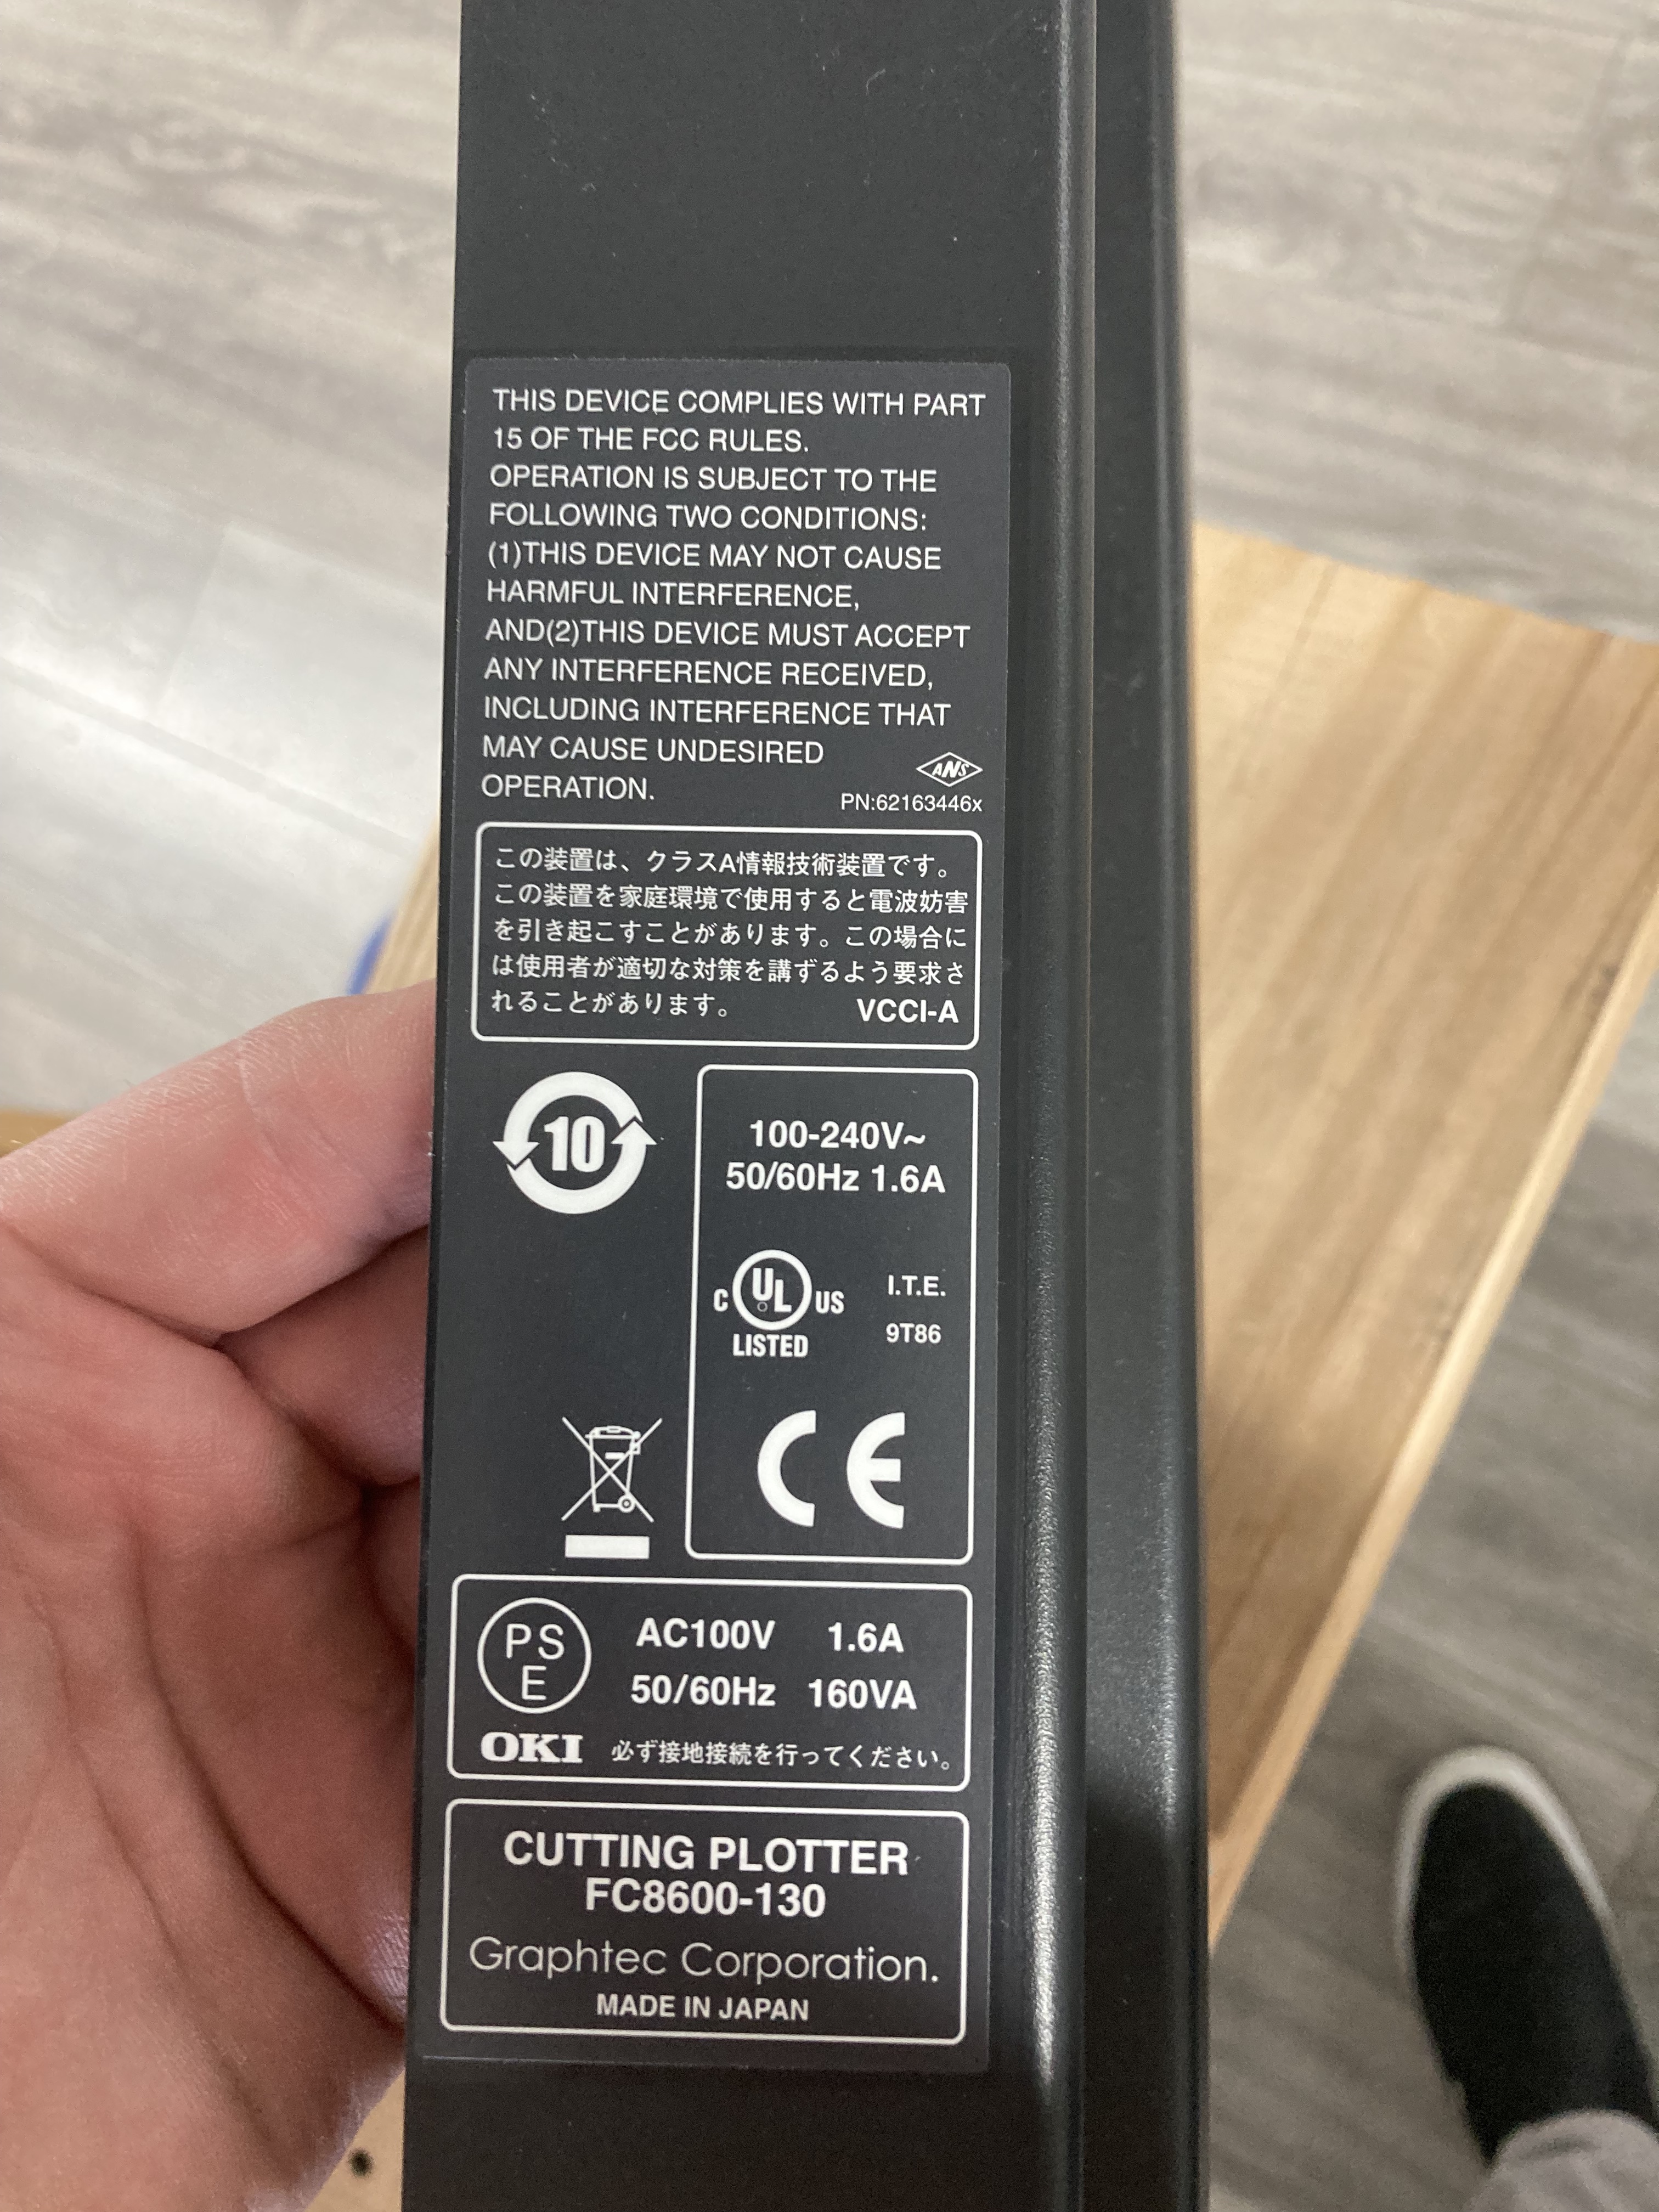 THIS DEVICE COMPLIES WITH PART
15 OF THE FCC RULES.
OPERATION IS SUBJECT TO THE
FOLLOWING TWO CONDITIONS:
(1)THIS DEVICE MAY NOT CAUSE
HARMFUL INTERFERENCE,
AND(2)THIS DEVICE MUST ACCEPT
ANY INTERFERENCE RECEIVED,
INCLUDING INTERFERENCE THAT
MAY CAUSE UNDESIRED
OPERATION.
ANS
PN:62163446x
この装置は、クラスA情報技術装置です。
この装置を家庭環境で使用すると電波妨害
を引き起こすことがあります。この場合に
は使用者が適切な対策を講ずるよう要求さ
れることがあります。 VCCI-A
10
100-240V~
50/60Hz 1.6A
C UL US
LISTED
I.T.E.
9T86
CE
PS
E
AC100V 1.6A
50/60Hz 160VA
OKI 必ず接地接続を行ってください。
CUTTING PLOTTER
FC8600-130
Graphtec Corporation.
MADE IN JAPAN